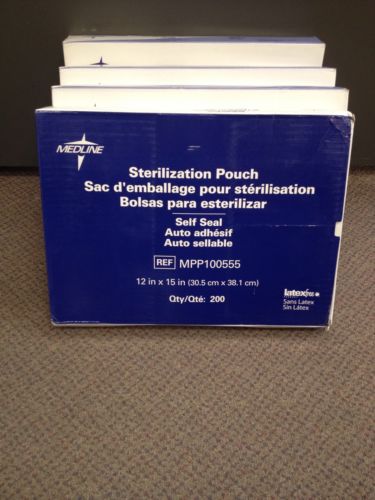 MEDLINE
Sterilization Pouch
Sac d'emballage pour stérilisation
Bolsas para esterilizar
Self Seal
Auto adhésif
Auto sellable
REF MPP100555
12 in x 15 in (30.5 cm x 38.1 cm)
Qty/Qté: 200
latexfree
Sans Latex
Sin Látex